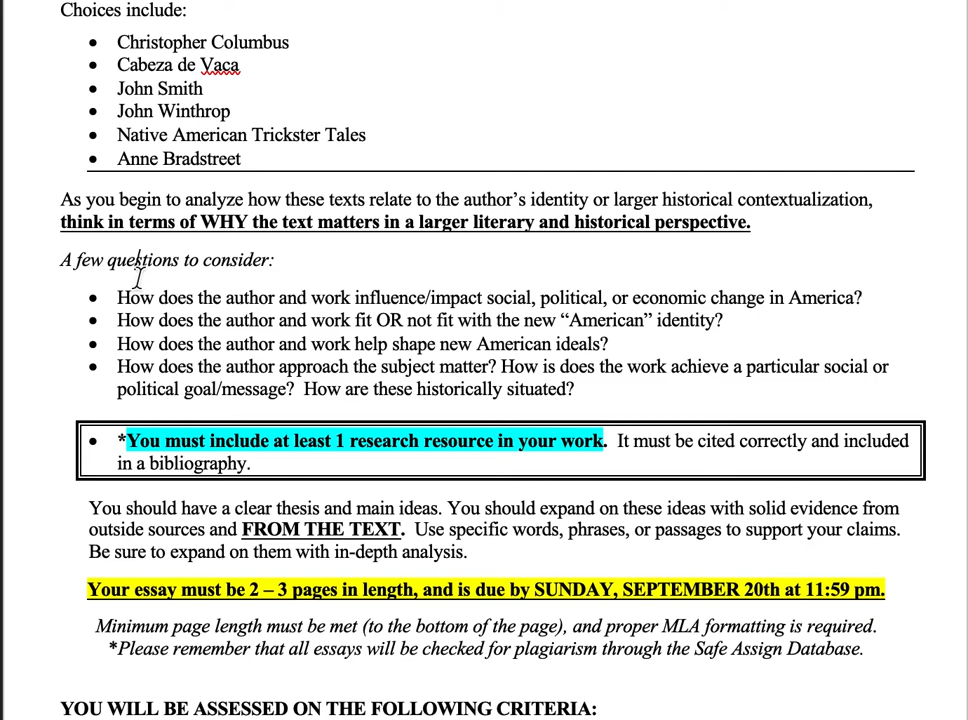 Choices include:
• Christopher Columbus
• Cabeza de Vaca
• John Smith
• John Winthrop
• Native American Trickster Tales
• Anne Bradstreet
As you begin to analyze how these texts relate to the author’s identity or larger historical contextualization,
think in terms of WHY the text matters in a larger literary and historical perspective.
A few questions to consider:
• How does the author and work influence/impact social, political, or economic change in America?
• How does the author and work fit OR not fit with the new “American” identity?
• How does the author and work help shape new American ideals?
• How does the author approach the subject matter? How is does the work achieve a particular social or
political goal/message?  How are these historically situated?
• *You must include at least 1 research resource in your work.  It must be cited correctly and included
in a bibliography.
You should have a clear thesis and main ideas. You should expand on these ideas with solid evidence from
outside sources and FROM THE TEXT.  Use specific words, phrases, or passages to support your claims.
Be sure to expand on them with in-depth analysis.
Your essay must be 2 – 3 pages in length, and is due by SUNDAY, SEPTEMBER 20th at 11:59 pm.
Minimum page length must be met (to the bottom of the page), and proper MLA formatting is required.
*Please remember that all essays will be checked for plagiarism through the Safe Assign Database.
YOU WILL BE ASSESSED ON THE FOLLOWING CRITERIA: